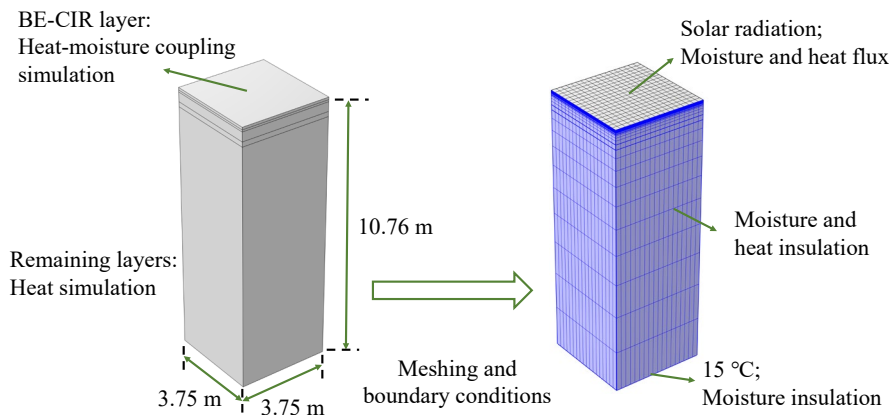 BE-CIR layer:
Heat-moisture coupling
simulation
Remaining layers:
Heat simulation
10.76 m
3.75 m
3.75 m
Meshing and
boundary conditions
Solar radiation;
Moisture and heat flux
Moisture and
heat insulation
15 ℃;
Moisture insulation